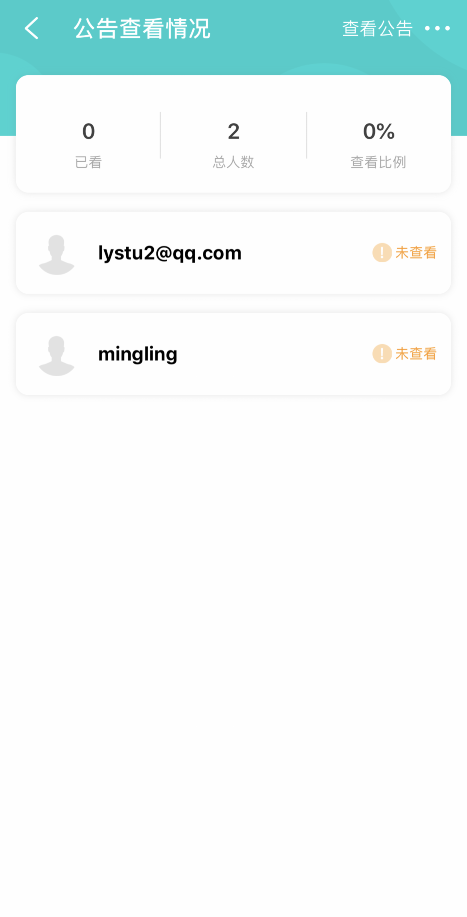 公告查看情况 查看公告
0 2 0%
已看 总人数 查看比例
lystu2@qq.com 未查看
mingling 未查看